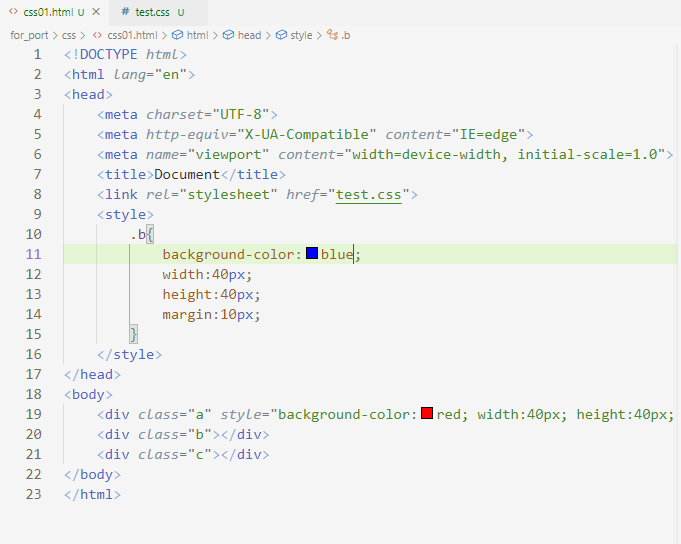 css01.html U
test.css U
for_port > css > css01.html > html > head > style > .b
1 <!DOCTYPE html>
2 <html lang="en">
3 <head>
4 <meta charset="UTF-8">
5 <meta http-equiv="X-UA-Compatible" content="IE=edge">
6 <meta name="viewport" content="width=device-width, initial-scale=1.0">
7 <title>Document</title>
8 <link rel="stylesheet" href="test.css">
9 <style>
10 .b{
11 background-color: blue;
12 width:40px;
13 height:40px;
14 margin:10px;
15 }
16 </style>
17 </head>
18 <body>
19 <div class="a" style="background-color: red; width:40px; height:40px;
20 <div class="b"></div>
21 <div class="c"></div>
22 </body>
23 </html>